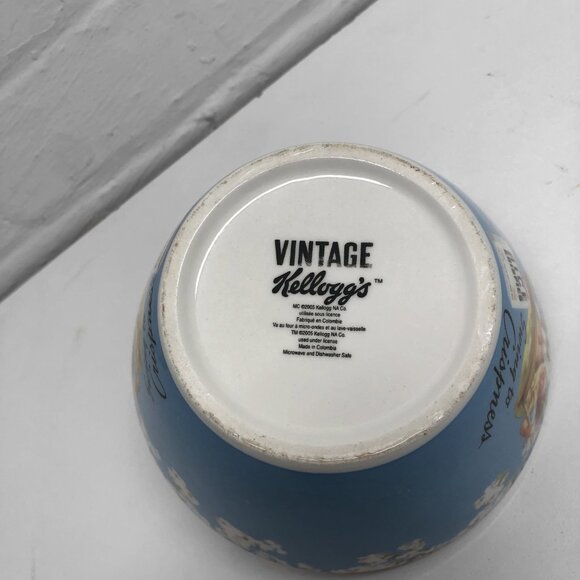 VINTAGE
Kellogg's™
MC ©2005 Kellogg NA Co.
utilisée sous licence
Fabriqué en Colombie
Va au four à micro-ondes et au lave-vaisselle
TM ©2005 Kellogg NA Co.
used under license
Made in Colombia
Microwave and Dishwasher Safe
to
Crispness